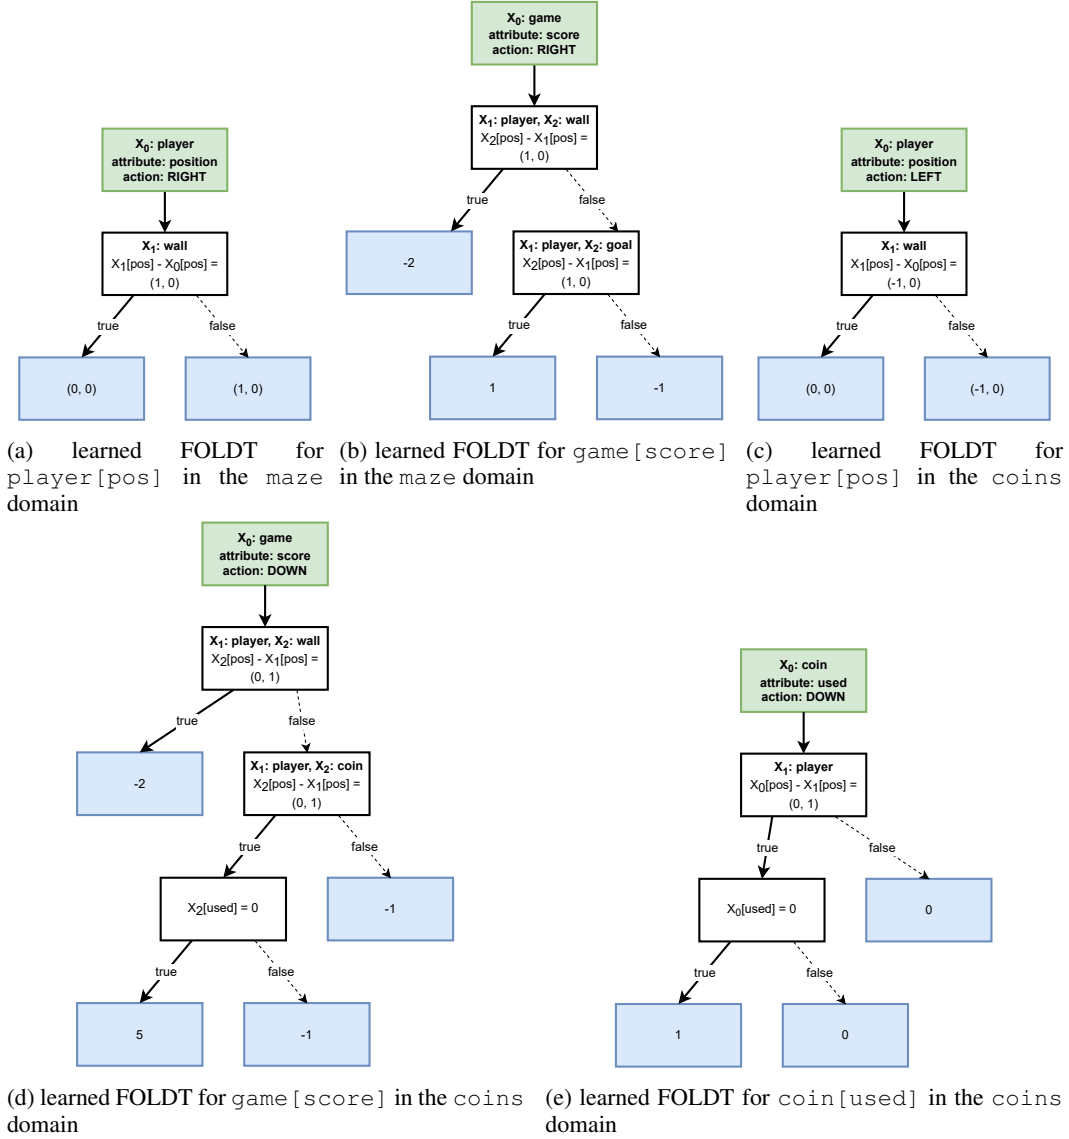 X0: player
attribute: position
action: RIGHT
X1: wall
X1[pos] - X0[pos] =
(1, 0)
true
false
(0, 0)
(1, 0)
(a) learned FOLDT for
player[pos] in the maze
domain
X0: game
attribute: score
action: RIGHT
X1: player, X2: wall
X2[pos] - X1[pos] =
(1, 0)
true
false
-2
X1: player, X2: goal
X2[pos] - X1[pos] =
(1, 0)
true
false
1
-1
(b) learned FOLDT for game[score]
in the maze domain
X0: player
attribute: position
action: LEFT
X1: wall
X1[pos] - X0[pos] =
(-1, 0)
true
false
(0, 0)
(-1, 0)
(c) learned FOLDT for
player[pos] in the coins
domain
X0: game
attribute: score
action: DOWN
X1: player, X2: wall
X2[pos] - X1[pos] =
(0, 1)
true
false
-2
X1: player, X2: coin
X2[pos] - X1[pos] =
(0, 1)
true
false
X2[used] = 0
-1
true
false
5
-1
(d) learned FOLDT for game[score] in the coins
domain
X0: coin
attribute: used
action: DOWN
X1: player
X0[pos] - X1[pos] =
(0, 1)
true
false
X0[used] = 0
0
true
false
1
0
(e) learned FOLDT for coin[used] in the coins
domain